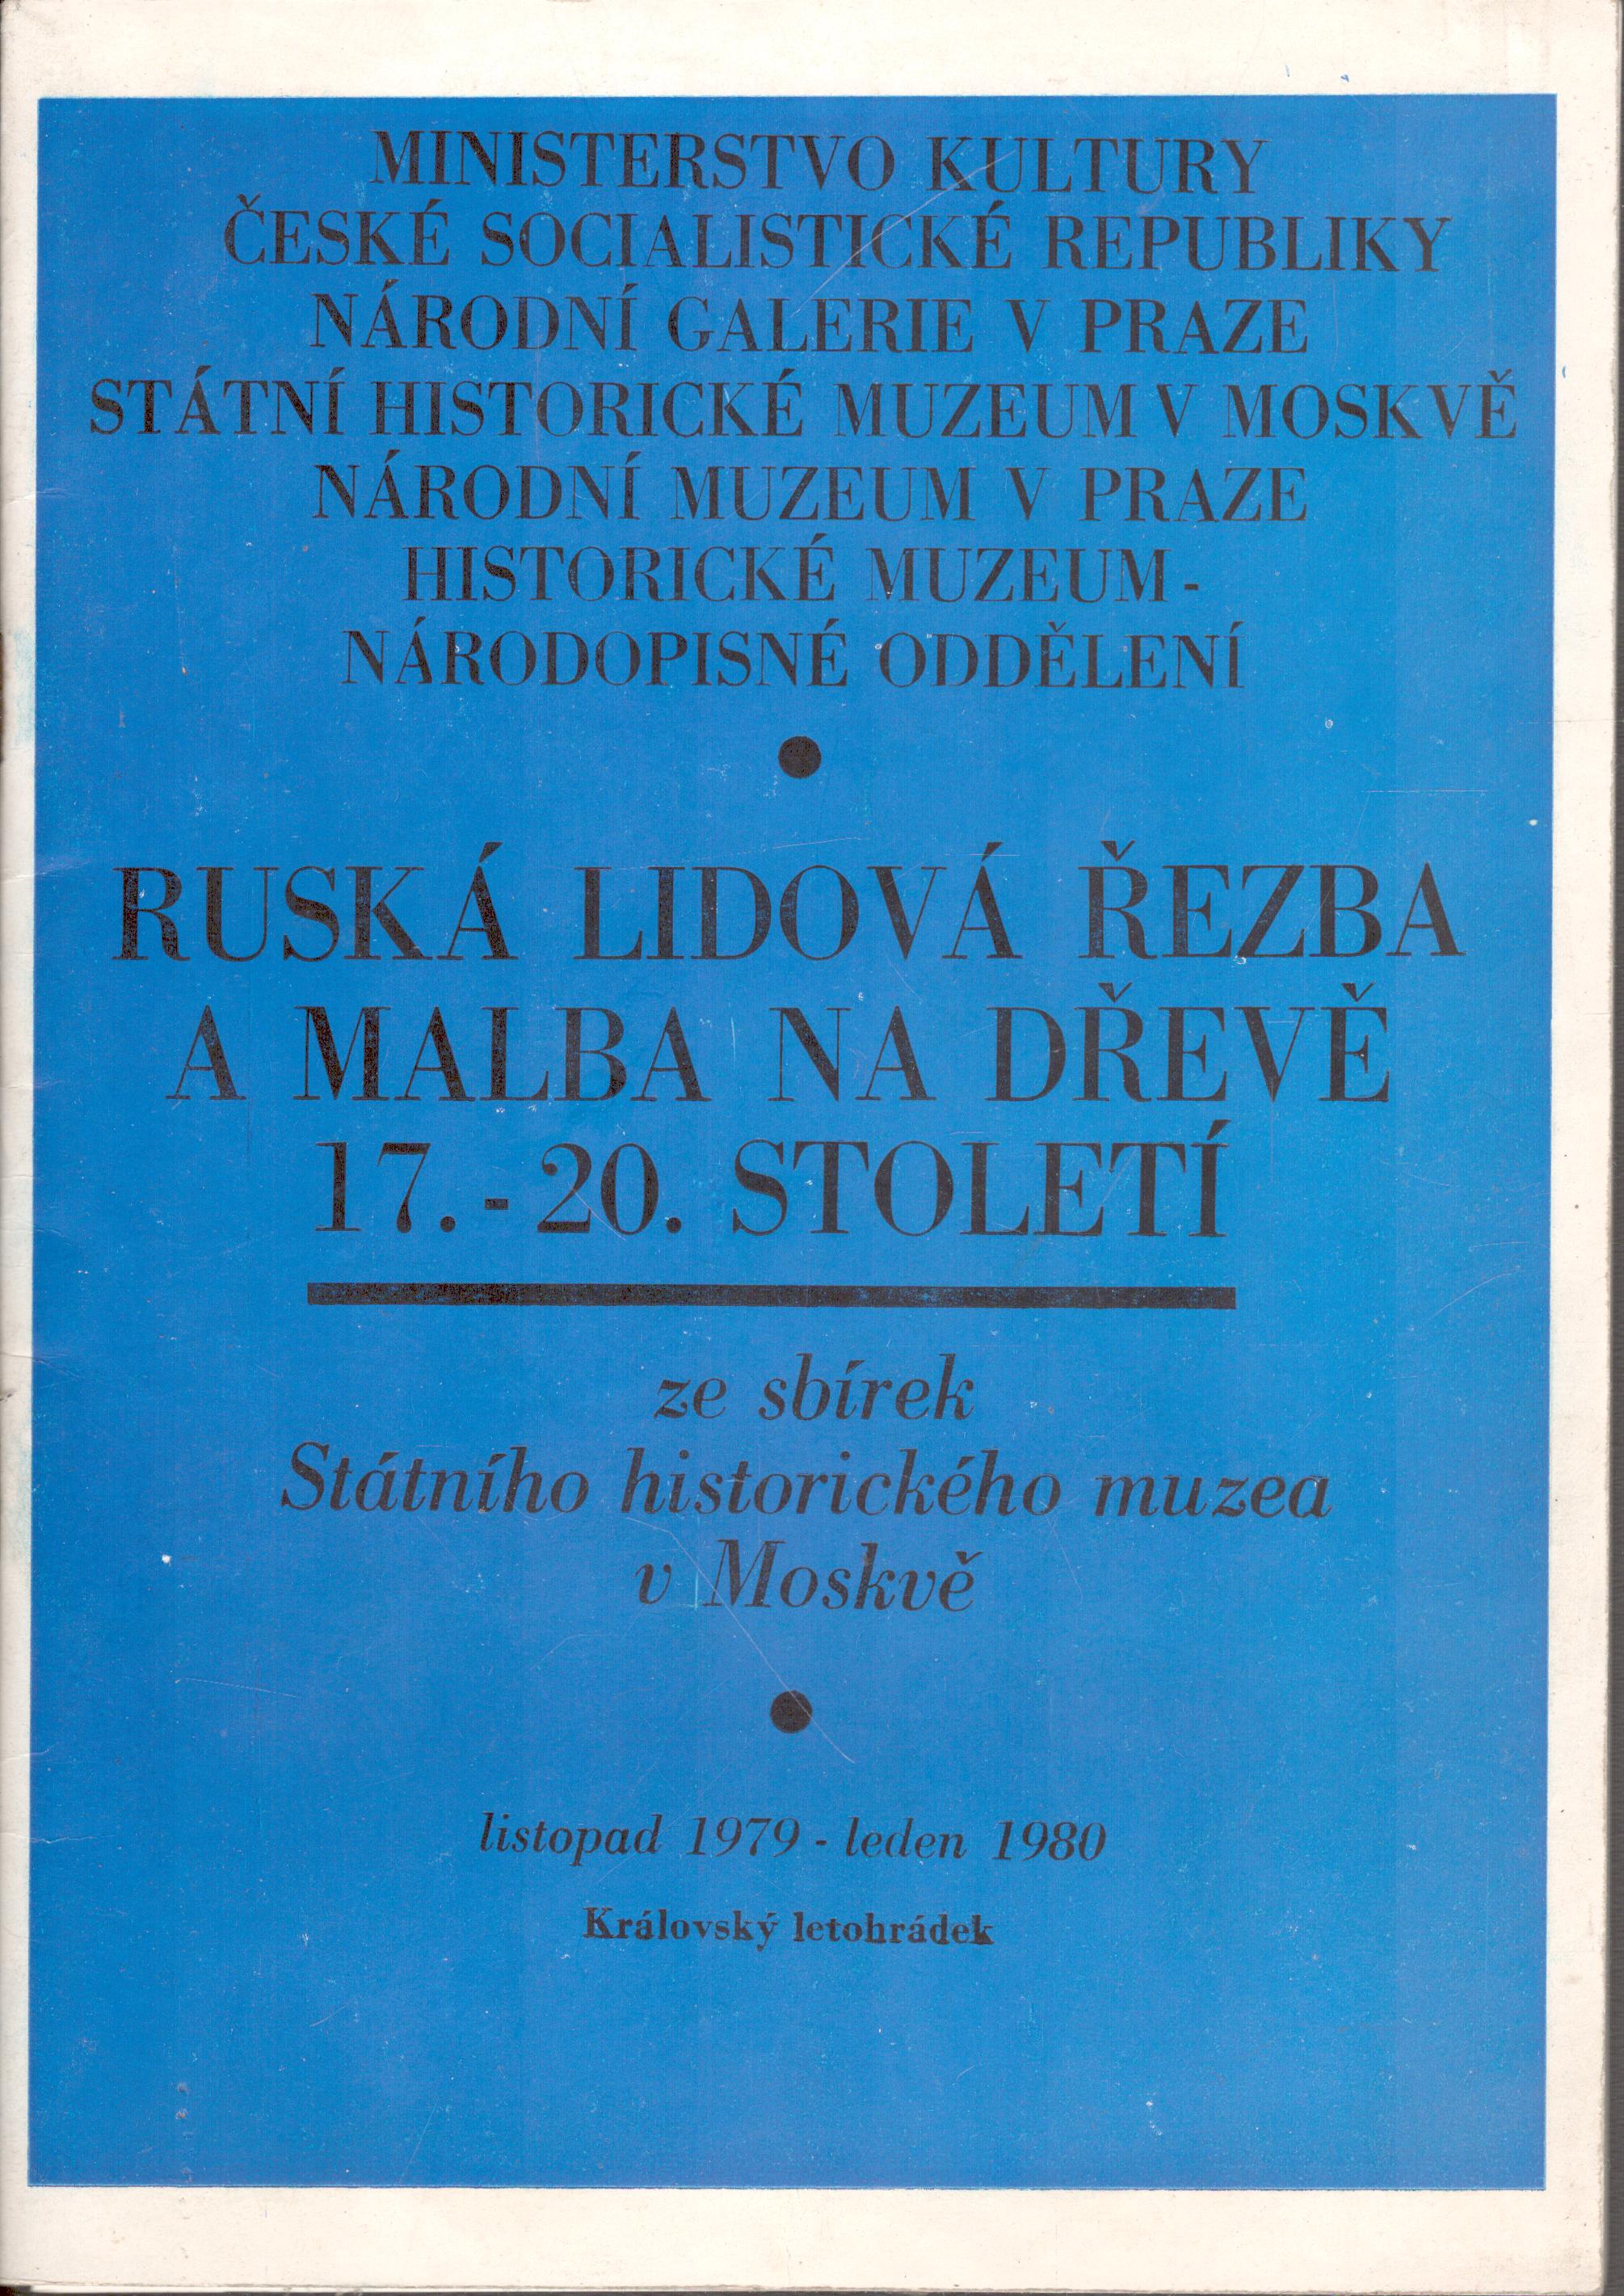 MINISTERSTVO KULTURY
ČESKÉ SOCIALISTICKÉ REPUBLIKY
NÁRODNÍ GALERIE V PRAZE
STÁTNÍ HISTORICKÉ MUZEUM V MOSKVĚ
NÁRODNÍ MUZEUM V PRAZE
HISTORICKÉ MUZEUM -
NÁRODOPISNÉ ODDĚLENÍ
RUSKÁ LIDOVÁ ŘEZBA
A MALBA NA DŘEVĚ
17. - 20. STOLETÍ
ze sbírek
Státního historického muzea
v Moskvě
listopad 1979 - leden 1980
Královský letohrádek